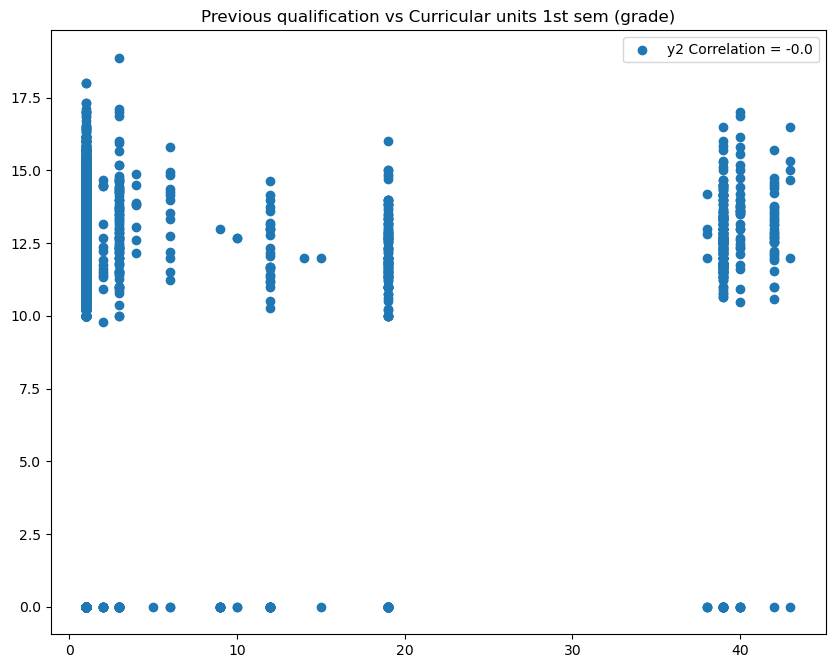 Previous qualification vs Curricular units 1st sem (grade)
y2 Correlation = -0.0
17.5
15.0
12.5
10.0
7.5
5.0
2.5
0.0
0 10 20 30 40